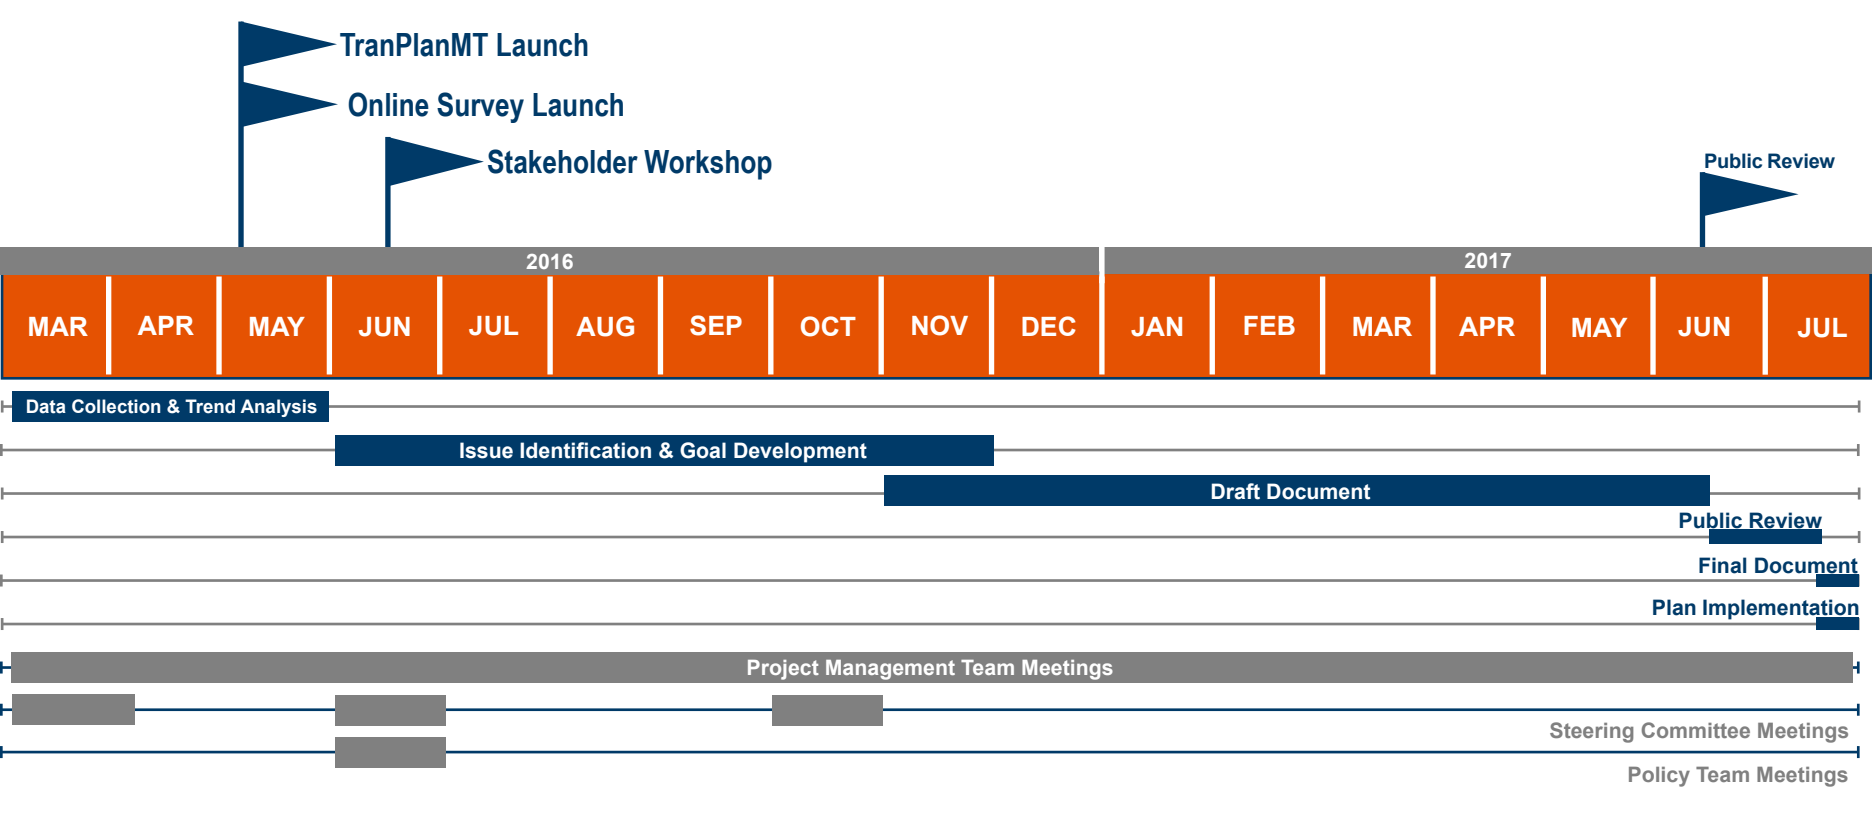 TranPlanMT Launch
Online Survey Launch
Stakeholder Workshop
Public Review
2016 2017
MAR APR MAY JUN JUL AUG SEP OCT NOV DEC JAN FEB MAR APR MAY JUN JUL
Data Collection & Trend Analysis
Issue Identification & Goal Development
Draft Document
Public Review
Final Document
Plan Implementation
Project Management Team Meetings
Steering Committee Meetings
Policy Team Meetings